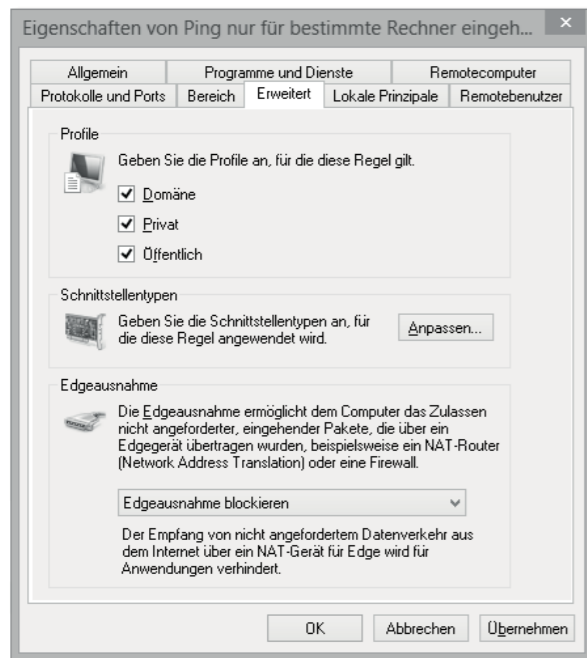 Eigenschaften von Ping nur für bestimmte Rechner eingeh...
Allgemein
Programme und Dienste
Remotecomputer
Protokolle und Ports
Bereich
Erweitert
Lokale Prinzipale
Remotebenutzer
Profile
Geben Sie die Profile an, für die diese Regel gilt.
Domäne
Privat
Öffentlich
Schnittstellentypen
Geben Sie die Schnittstellentypen an, für
die diese Regel angewendet wird.
Anpassen...
Edgeausnahme
Die Edgeausnahme ermöglicht dem Computer das Zulassen
nicht angeforderter, eingehender Pakete, die über ein
Edgegerät übertragen wurden, beispielsweise ein NAT-Router
(Network Address Translation) oder eine Firewall.
Edgeausnahme blockieren
Der Empfang von nicht angefordertem Datenverkehr aus
dem Internet über ein NAT-Gerät für Edge wird für
Anwendungen verhindert.
OK
Abbrechen
Übernehmen